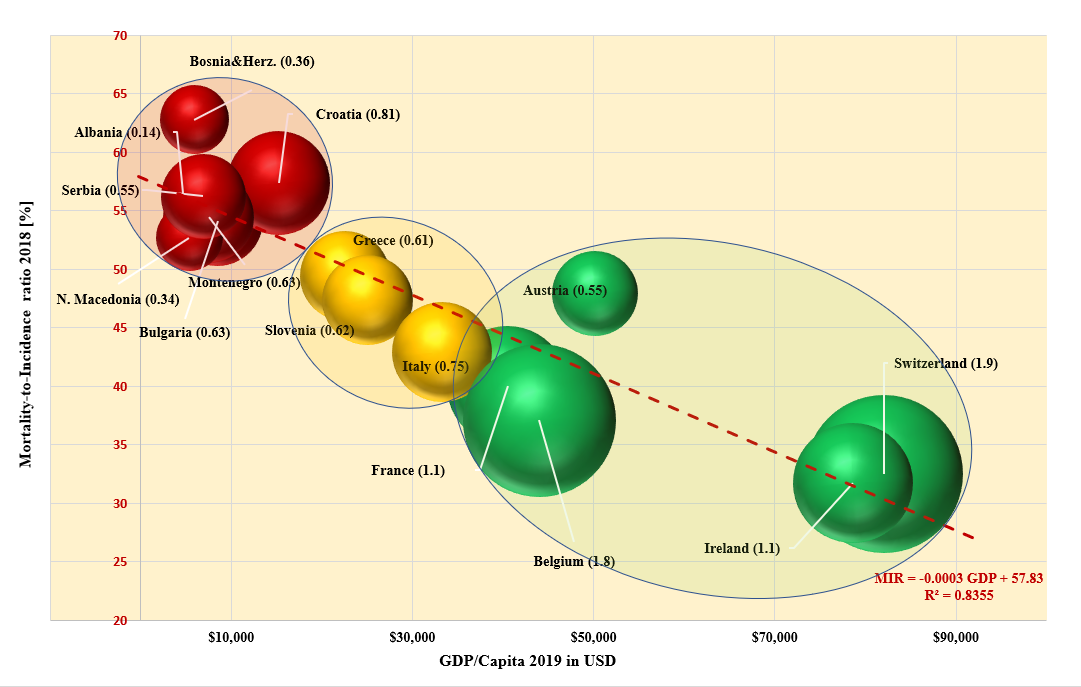 70
Bosnia&Herz. (0.36)
65
Croatia (0.81)
Albania (0.14)
60
Serbia (0.55)
55
Greece (0.61)
50
Montenegro (0.63)
Austria (0.55)
N. Macedonia (0.34)
Bulgaria (0.63)
Slovenia (0.62)
45
Italy (0.75)
Switzerland (1.9)
40
35
France (1.1)
30
Ireland (1.1)
25
Belgium (1.8)
MIR = -0.0003 GDP + 57.83
R² = 0.8355
20
$10,000
$30,000
$50,000
$70,000
$90,000
GDP/Capita 2019 in USD
Mortality-to-Incidence ratio 2018 [%]